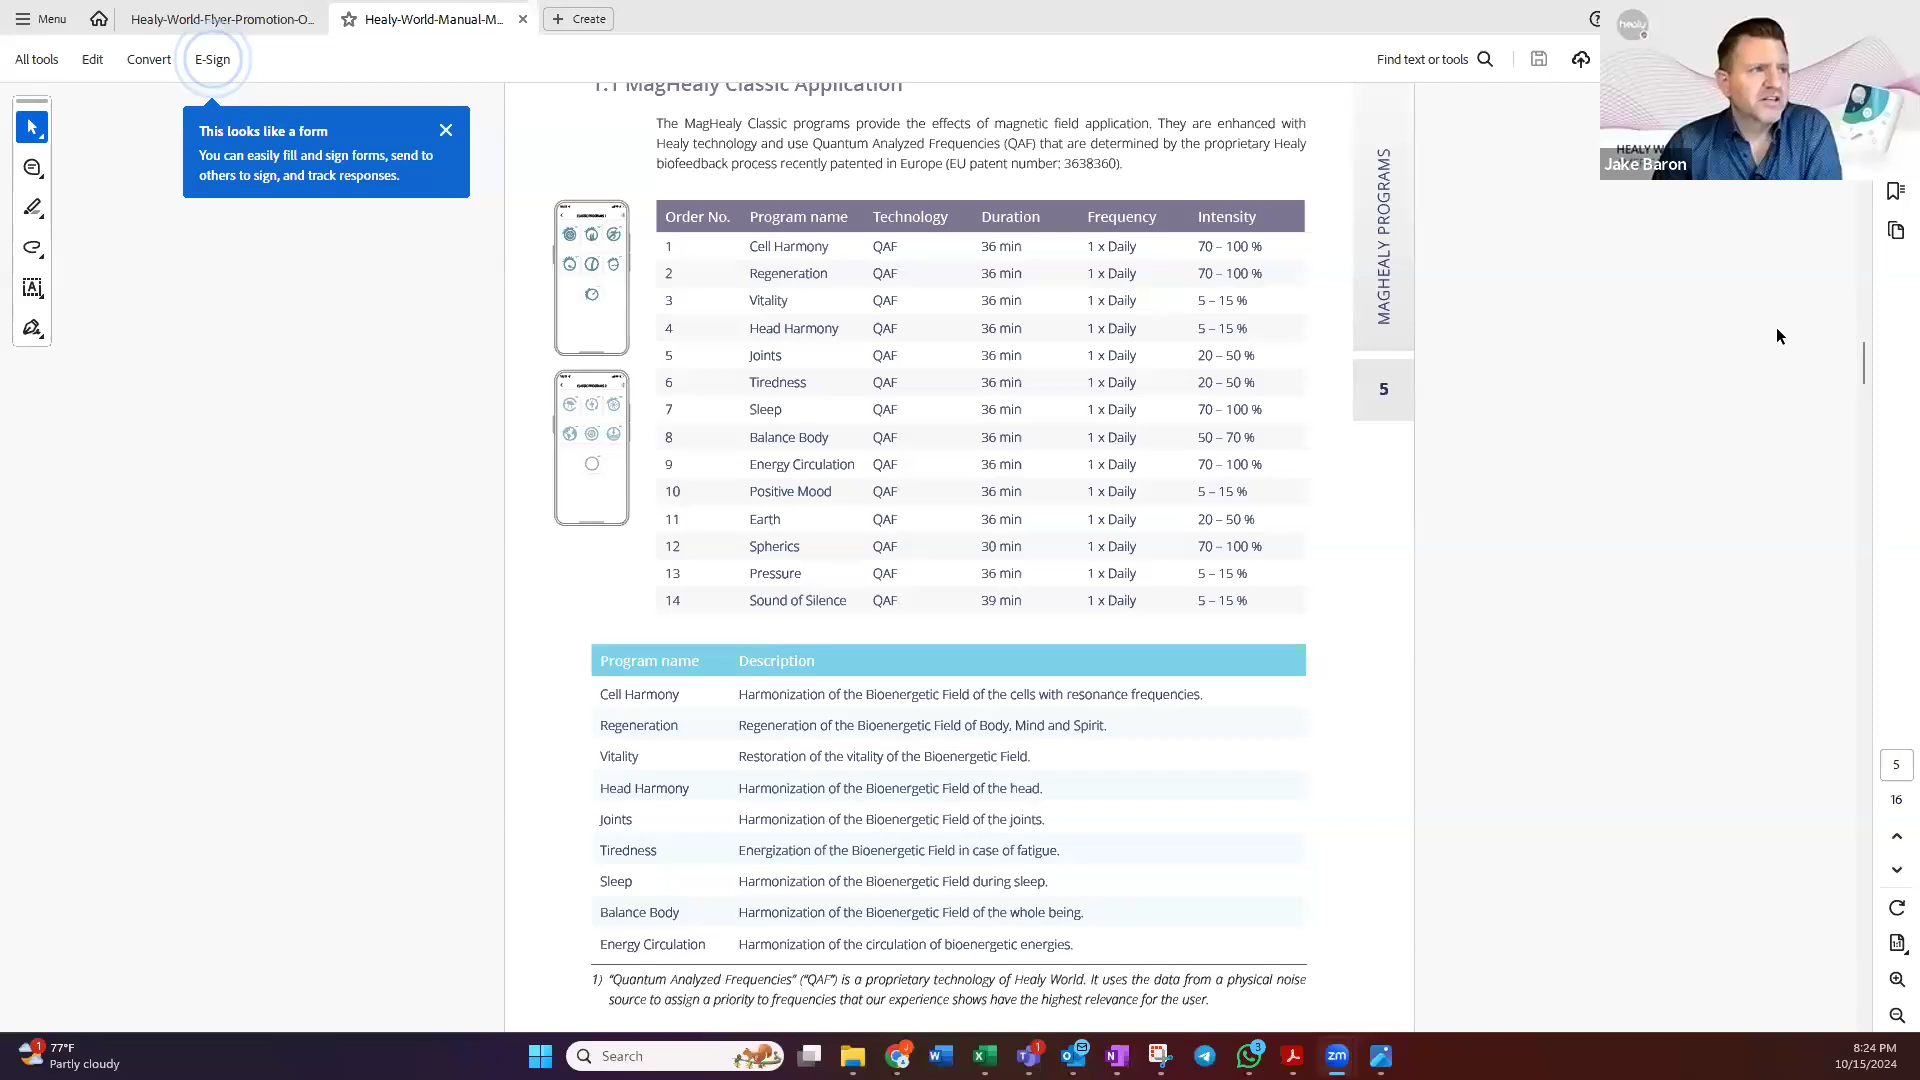 Menu
Healy-World-Flyer-Promotion-O...
Healy-World-Manual-M...
Create
All tools
Edit
Convert
E-Sign
Find text or tools
This looks like a form
You can easily fill and sign forms, send to
others to sign, and track responses.
healy
HEALY W
Jake Baron
1.1 MagHealy Classic Application
The MagHealy Classic programs provide the effects of magnetic field application. They are enhanced with
Healy technology and use Quantum Analyzed Frequencies (QAF) that are determined by the proprietary Healy
biofeedback process recently patented in Europe (EU patent number: 3638360).
MAGHEALY PROGRAMS
5
CLASSIC PROGRAMS 1
CLASSIC PROGRAMS 2
Order No. Program name Technology Duration Frequency Intensity
1 Cell Harmony QAF 36 min 1 x Daily 70 – 100 %
2 Regeneration QAF 36 min 1 x Daily 70 – 100 %
3 Vitality QAF 36 min 1 x Daily 5 – 15 %
4 Head Harmony QAF 36 min 1 x Daily 5 – 15 %
5 Joints QAF 36 min 1 x Daily 20 – 50 %
6 Tiredness QAF 36 min 1 x Daily 20 – 50 %
7 Sleep QAF 36 min 1 x Daily 70 – 100 %
8 Balance Body QAF 36 min 1 x Daily 50 – 70 %
9 Energy Circulation QAF 36 min 1 x Daily 70 – 100 %
10 Positive Mood QAF 36 min 1 x Daily 5 – 15 %
11 Earth QAF 36 min 1 x Daily 20 – 50 %
12 Spherics QAF 30 min 1 x Daily 70 – 100 %
13 Pressure QAF 36 min 1 x Daily 5 – 15 %
14 Sound of Silence QAF 39 min 1 x Daily 5 – 15 %
Program name Description
Cell Harmony Harmonization of the Bioenergetic Field of the cells with resonance frequencies.
Regeneration Regeneration of the Bioenergetic Field of Body, Mind and Spirit.
Vitality Restoration of the vitality of the Bioenergetic Field.
Head Harmony Harmonization of the Bioenergetic Field of the head.
Joints Harmonization of the Bioenergetic Field of the joints.
Tiredness Energization of the Bioenergetic Field in case of fatigue.
Sleep Harmonization of the Bioenergetic Field during sleep.
Balance Body Harmonization of the Bioenergetic Field of the whole being.
Energy Circulation Harmonization of the circulation of bioenergetic energies.
1) “Quantum Analyzed Frequencies” (“QAF”) is a proprietary technology of Healy World. It uses the data from a physical noise
source to assign a priority to frequencies that our experience shows have the highest relevance for the user.
5
16
1
77°F
Partly cloudy
Search
1
3
zm
8:24 PM
10/15/2024